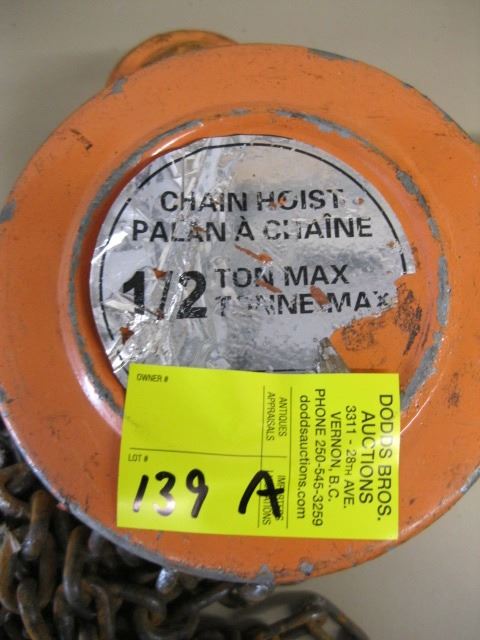 CHAIN HOIST
PALAN À CHAÎNE
1/2 TON MAX
TONNE MAX
OWNER #
LOT #
139 A
ANTIQUES
APPRAISALS
DODDS BROS.
AUCTIONS
3311 - 28TH AVE.
VERNON, B.C.
PHONE 250-545-3259
doddsauctions.com